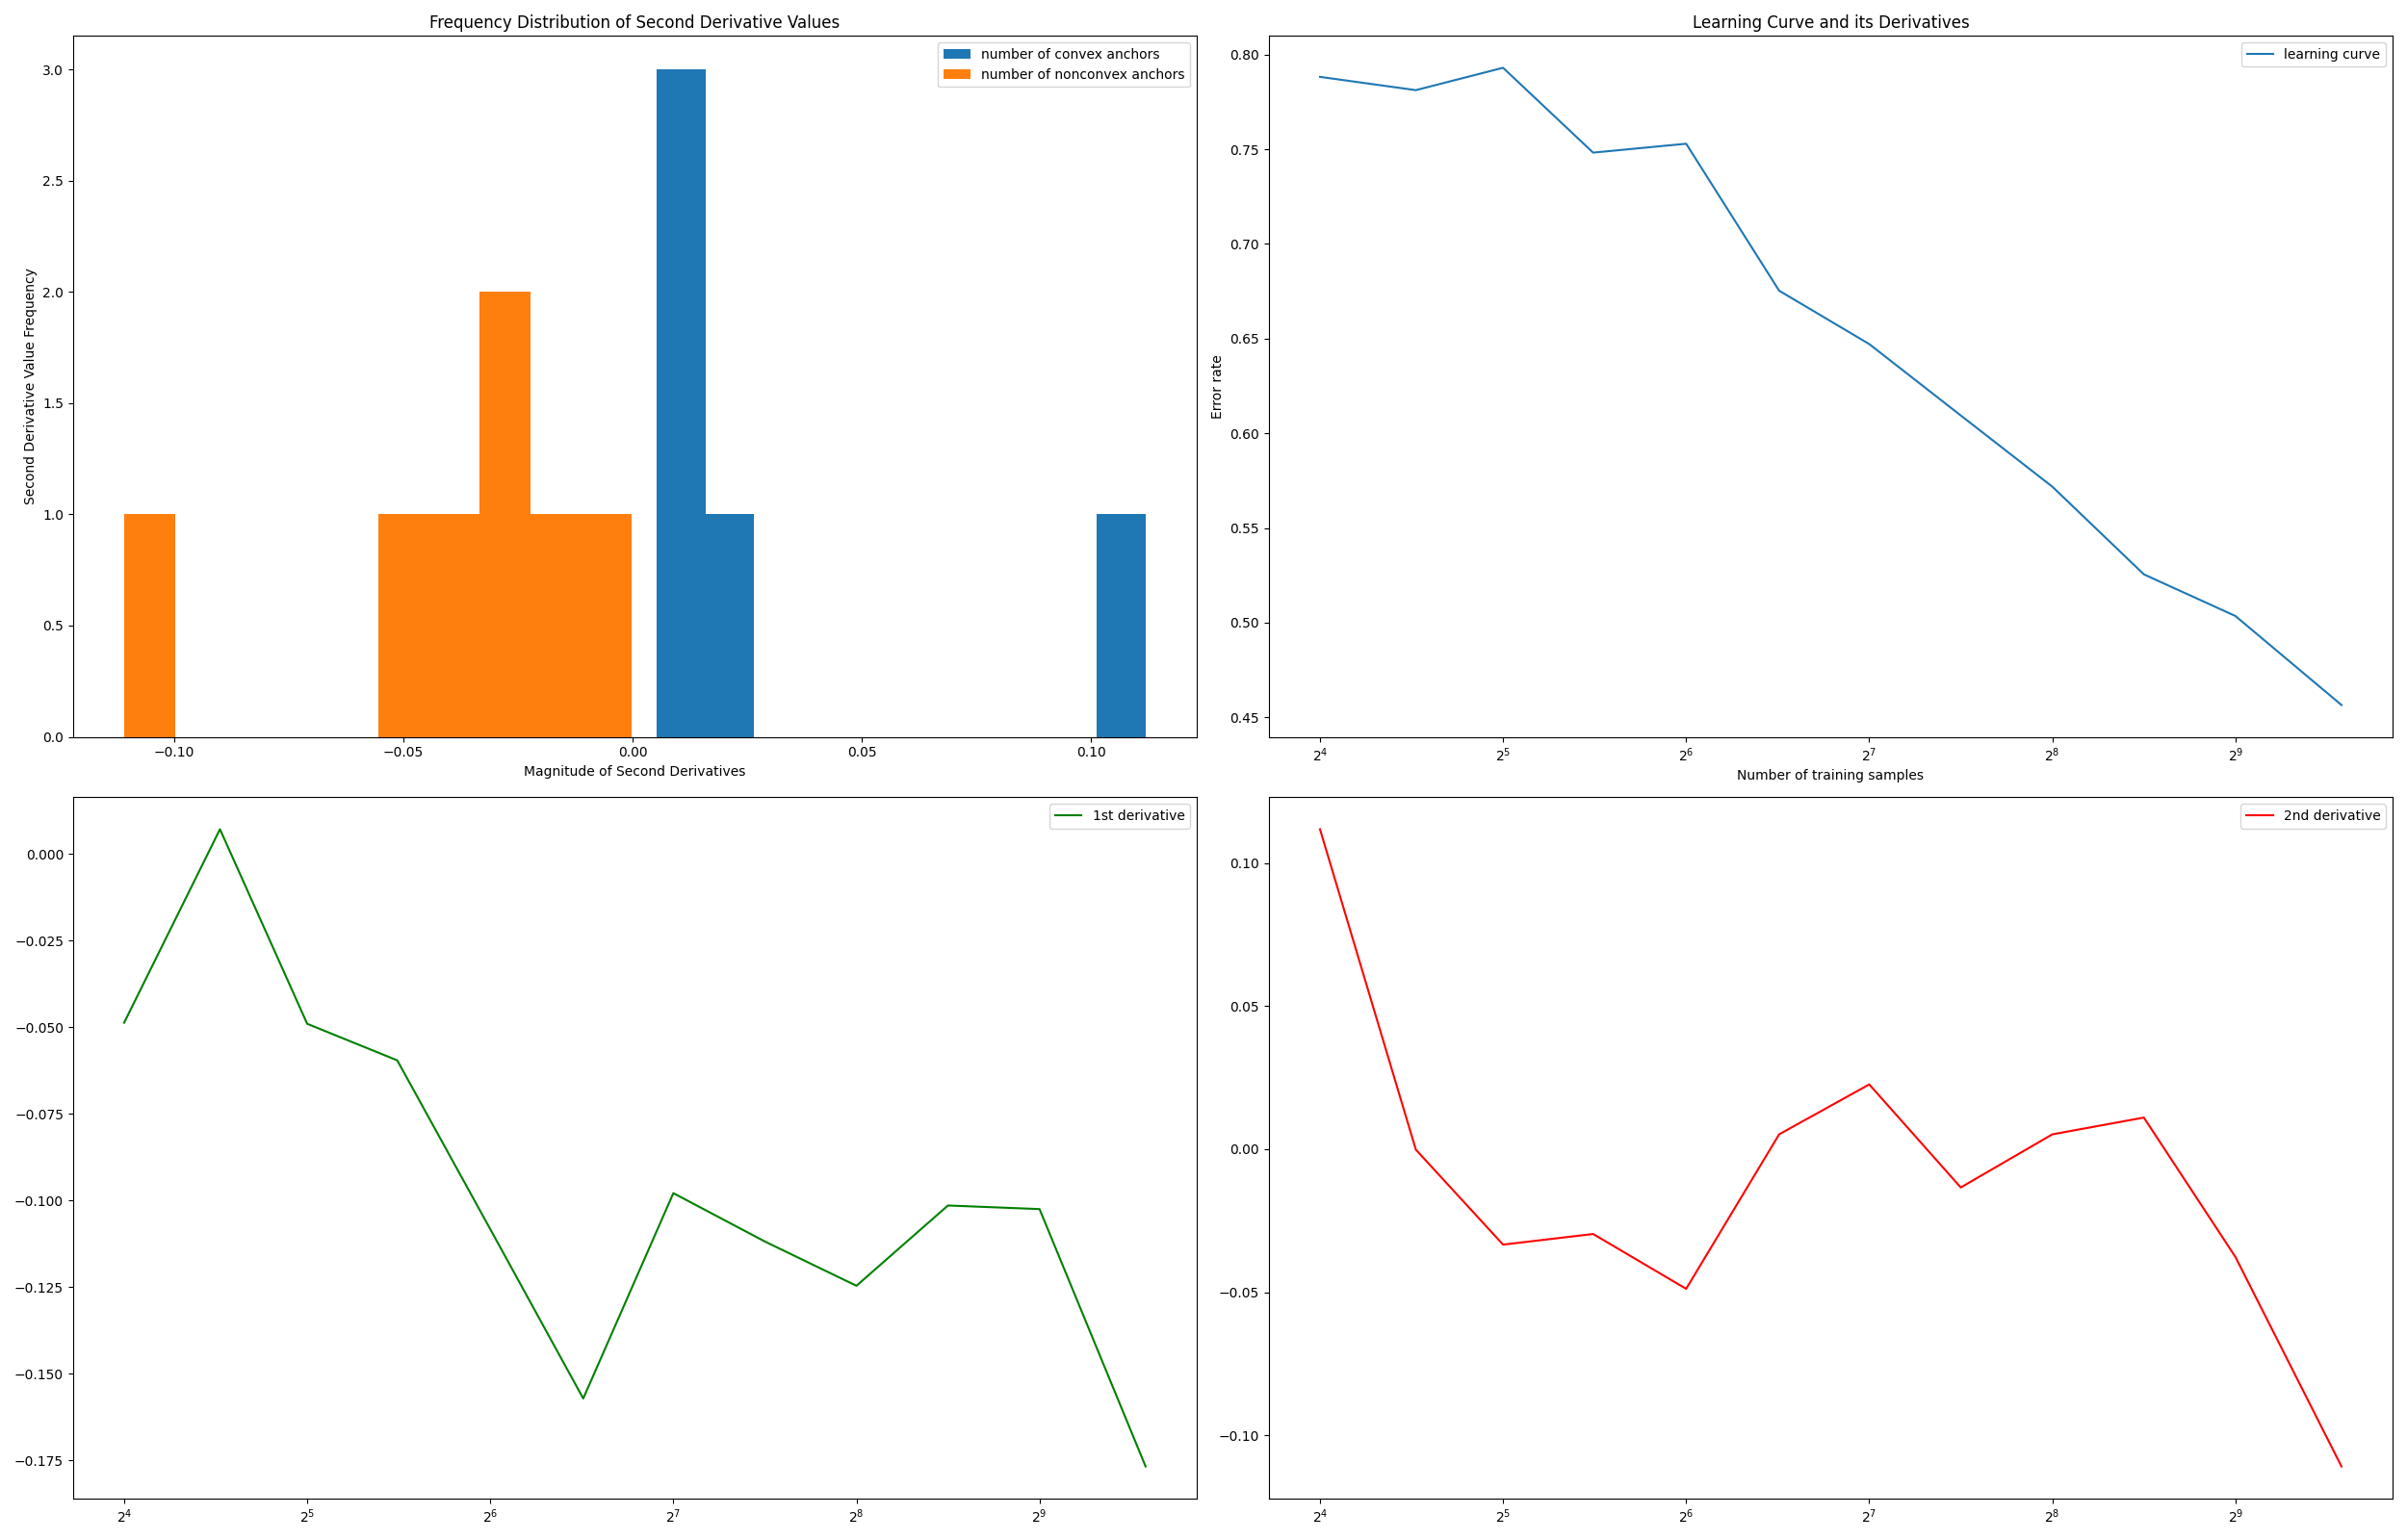 Frequency Distribution of Second Derivative Values
number of convex anchors
number of nonconvex anchors
3.0
2.5
2.0
1.5
1.0
0.5
0.0
Second Derivative Value Frequency
−0.10 −0.05 0.00 0.05 0.10
Magnitude of Second Derivatives
Learning Curve and its Derivatives
learning curve
0.80
0.75
0.70
0.65
0.60
0.55
0.50
0.45
Error rate
2⁴ 2⁵ 2⁶ 2⁷ 2⁸ 2⁹
Number of training samples
1st derivative
0.000
−0.025
−0.050
−0.075
−0.100
−0.125
−0.150
−0.175
2⁴ 2⁵ 2⁶ 2⁷ 2⁸ 2⁹
2nd derivative
0.10
0.05
0.00
−0.05
−0.10
2⁴ 2⁵ 2⁶ 2⁷ 2⁸ 2⁹